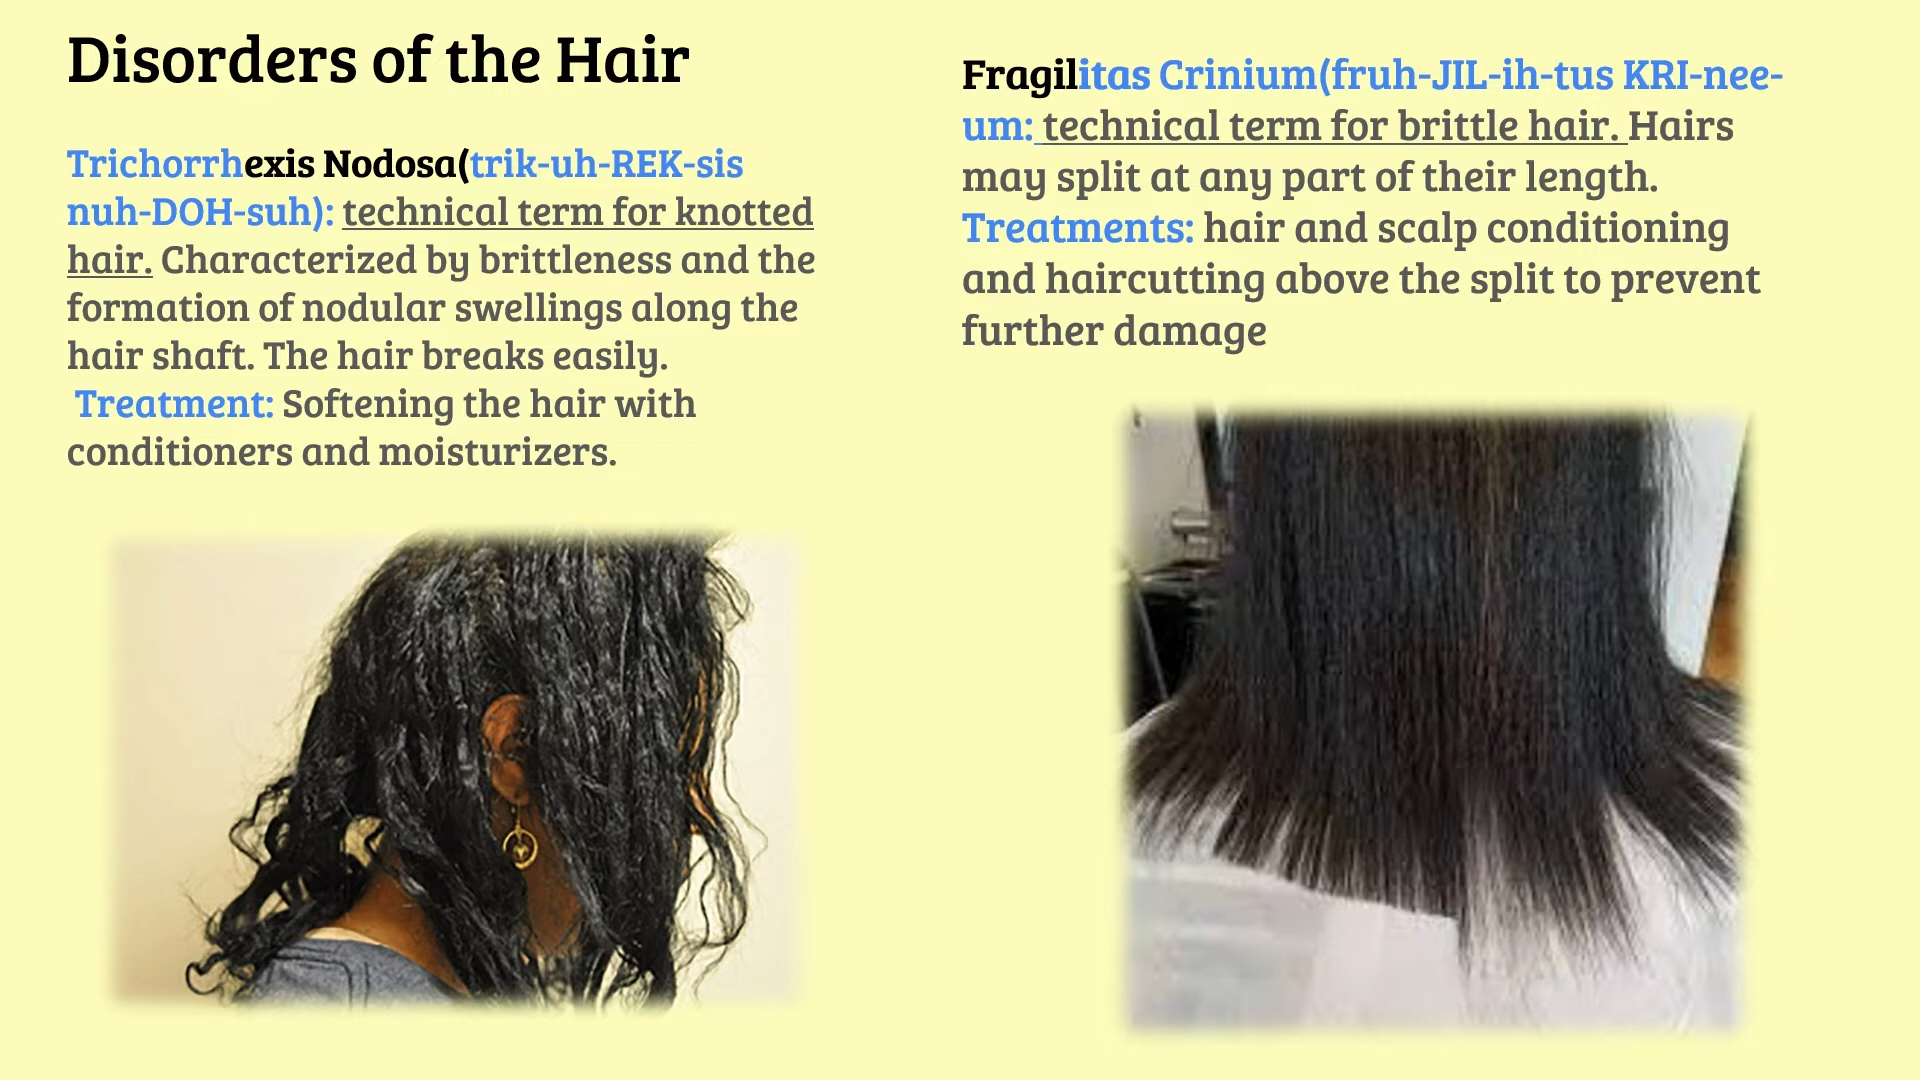 Disorders of the Hair
Trichorrhexis Nodosa(trik-uh-REK-sis
nuh-DOH-suh): technical term for knotted
hair. Characterized by brittleness and the
formation of nodular swellings along the
hair shaft. The hair breaks easily.
Treatment: Softening the hair with
conditioners and moisturizers.
Fragilitas Crinium(fruh-JIL-ih-tus KRI-nee-
um: technical term for brittle hair. Hairs
may split at any part of their length.
Treatments: hair and scalp conditioning
and haircutting above the split to prevent
further damage